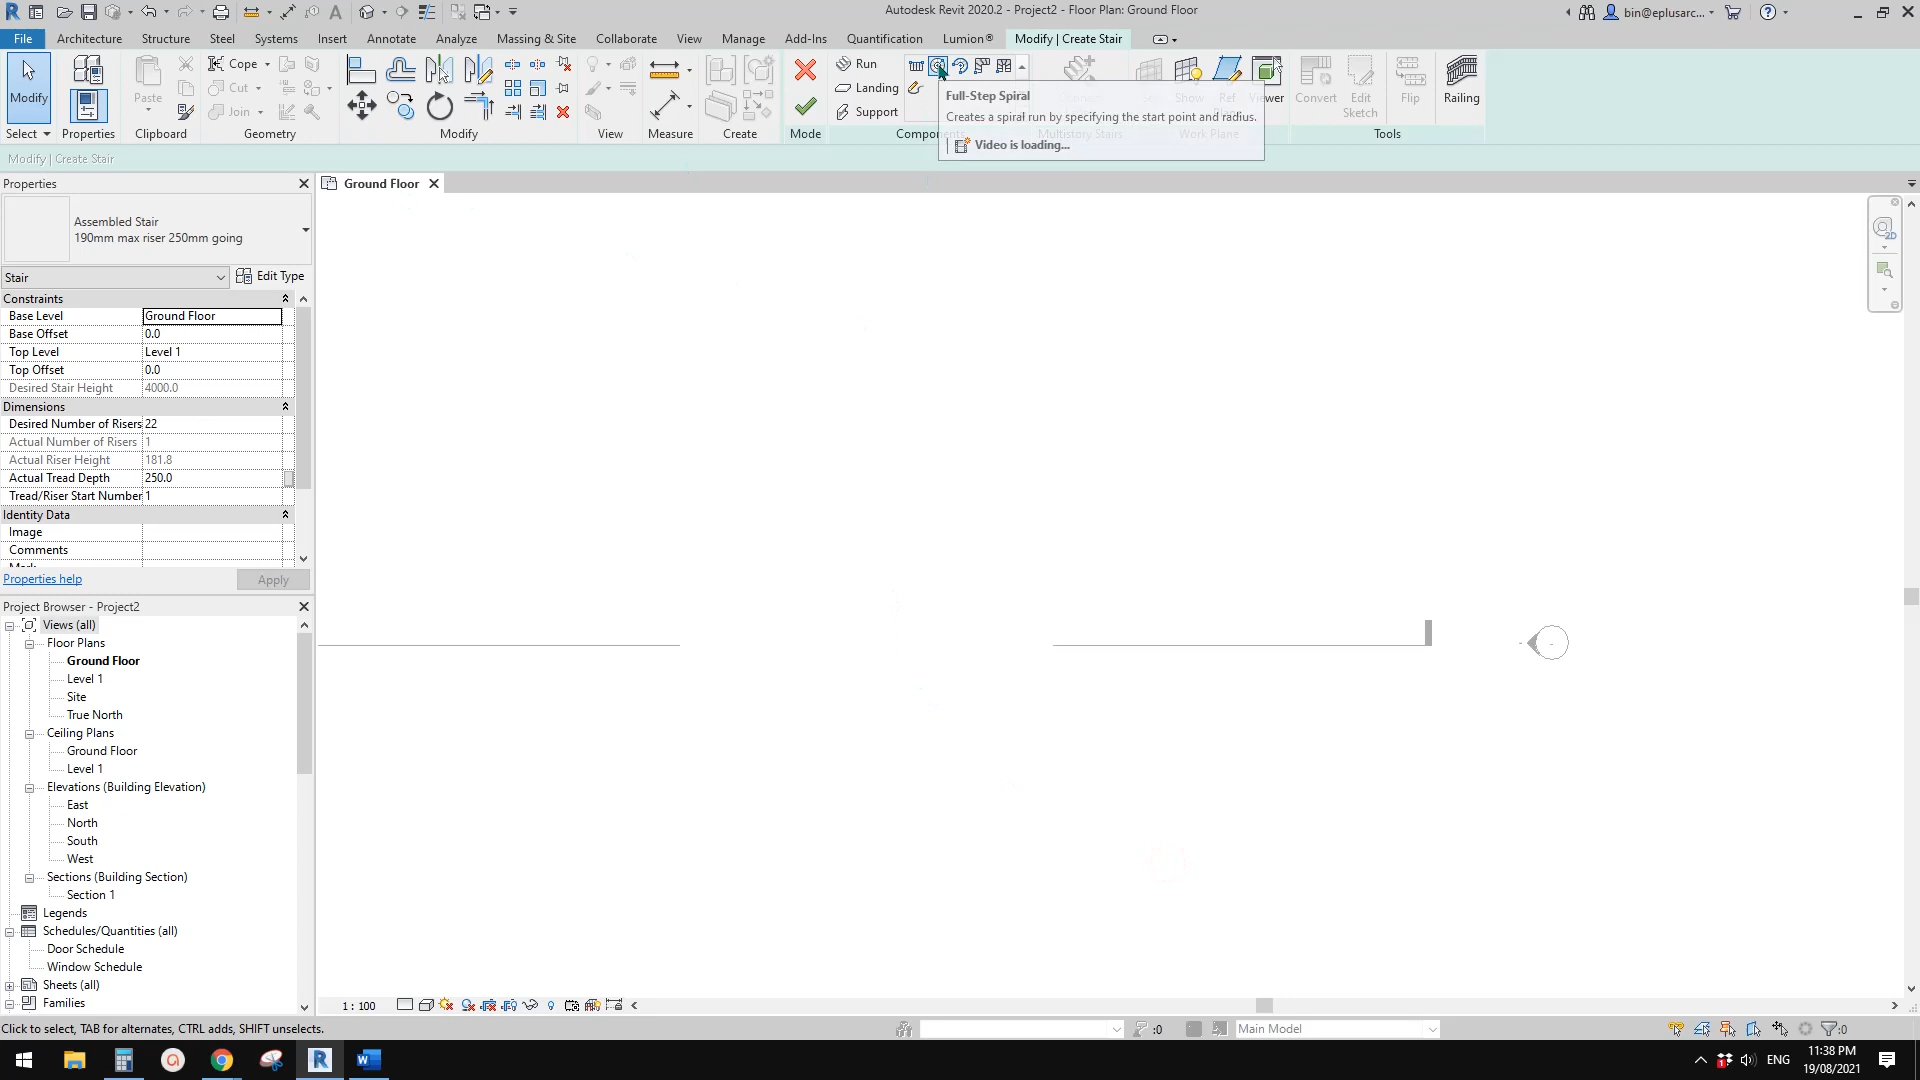 Autodesk Revit 2020.2 - Project2 - Floor Plan: Ground Floor
bin@eplusarc...
File Architecture Structure Steel Systems Insert Annotate Analyze Massing & Site Collaborate View Manage Add-Ins Quantification Lumion® Modify | Create Stair
Modify
Paste
Cope
Cut
Join
Run
Landing
Support
Show
Ref
Viewer
Convert
Edit
Sketch
Flip
Railing
Select Properties Clipboard Geometry Modify View Measure Create Mode Components Multistory Stairs Work Plane Tools
Full-Step Spiral
Creates a spiral run by specifying the start point and radius.
Video is loading...
Modify | Create Stair
Properties
Ground Floor
Assembled Stair
190mm max riser 250mm going
Stair
Edit Type
Constraints
Base Level Ground Floor
Base Offset 0.0
Top Level Level 1
Top Offset 0.0
Desired Stair Height 4000.0
Dimensions
Desired Number of Risers 22
Actual Number of Risers 1
Actual Riser Height 181.8
Actual Tread Depth 250.0
Tread/Riser Start Number 1
Identity Data
Image
Comments
Properties help
Apply
Project Browser - Project2
Views (all)
Floor Plans
Ground Floor
Level 1
Site
True North
Ceiling Plans
Ground Floor
Level 1
Elevations (Building Elevation)
East
North
South
West
Sections (Building Section)
Section 1
Legends
Schedules/Quantities (all)
Door Schedule
Window Schedule
Sheets (all)
Families
1 : 100
Click to select, TAB for alternates, CTRL adds, SHIFT unselects.
:0
Main Model
:0
ENG
11:38 PM
19/08/2021
2D